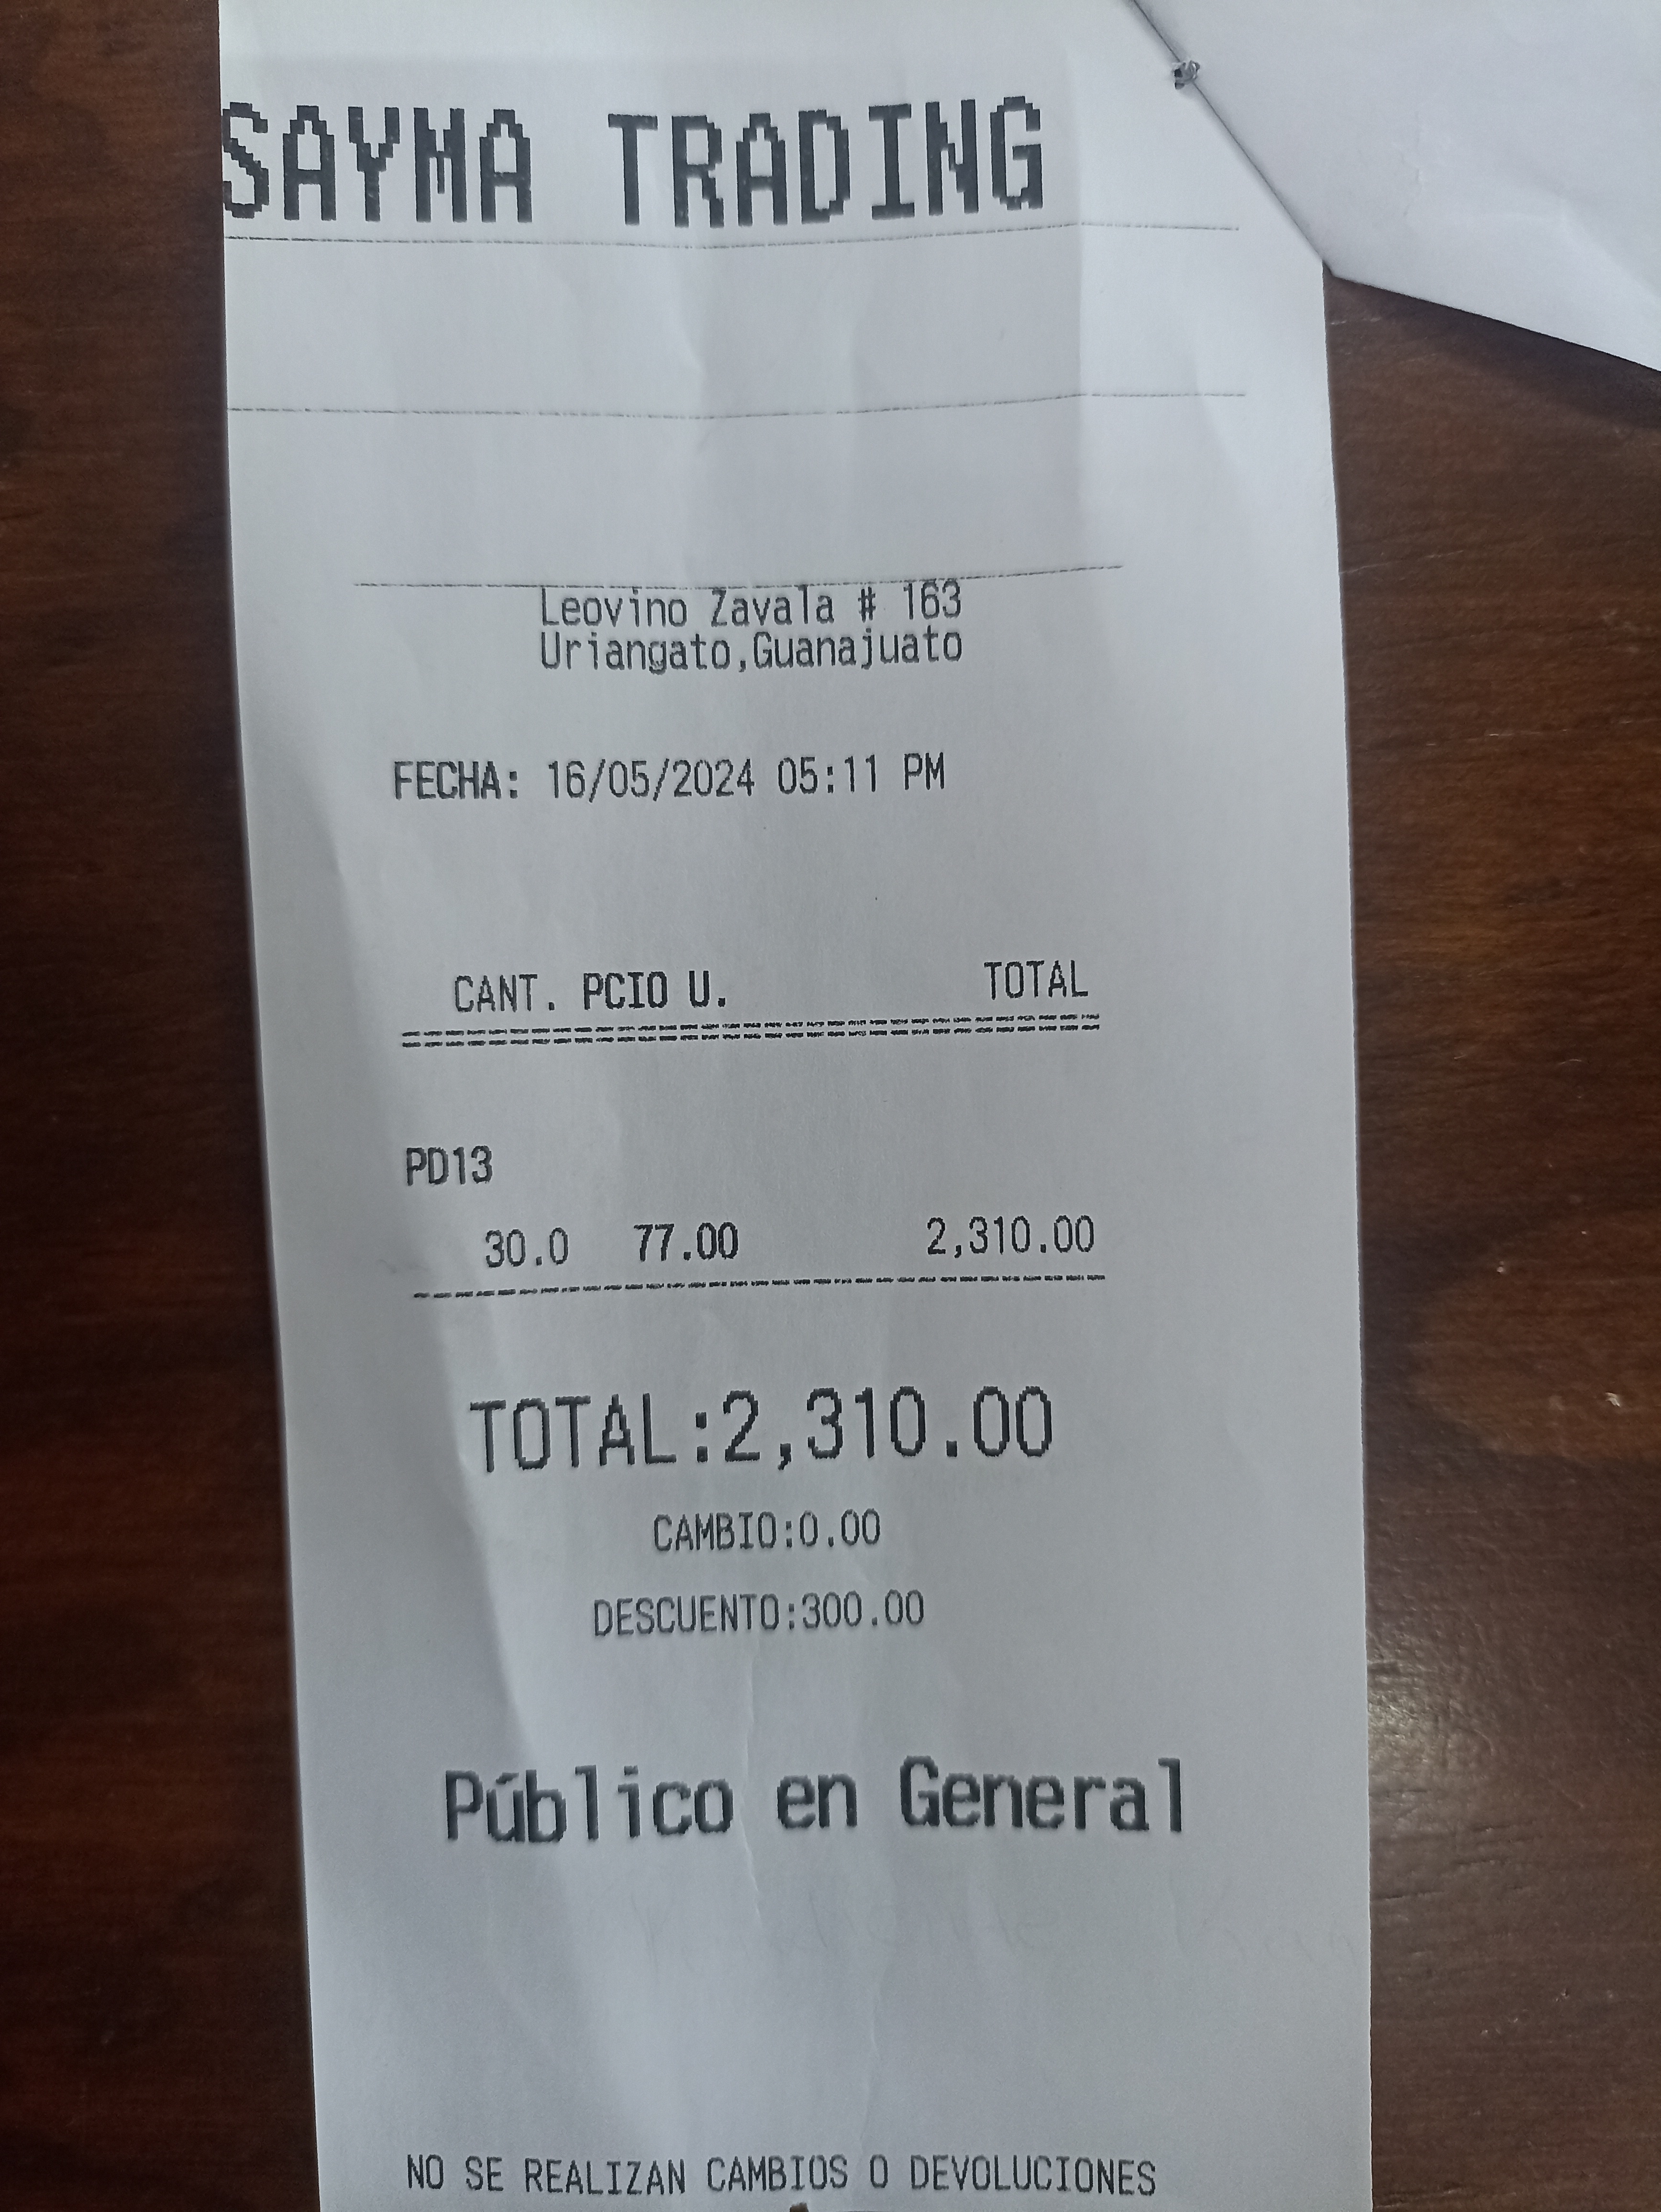 SAYMA TRADING
Leovino Zavala # 163
Uriangato,Guanajuato
FECHA: 16/05/2024 05:11 PM
CANT. PCIO U. TOTAL
PD13
30.0 77.00 2,310.00
TOTAL:2,310.00
CAMBIO:0.00
DESCUENTO:300.00
Público en General
NO SE REALIZAN CAMBIOS O DEVOLUCIONES